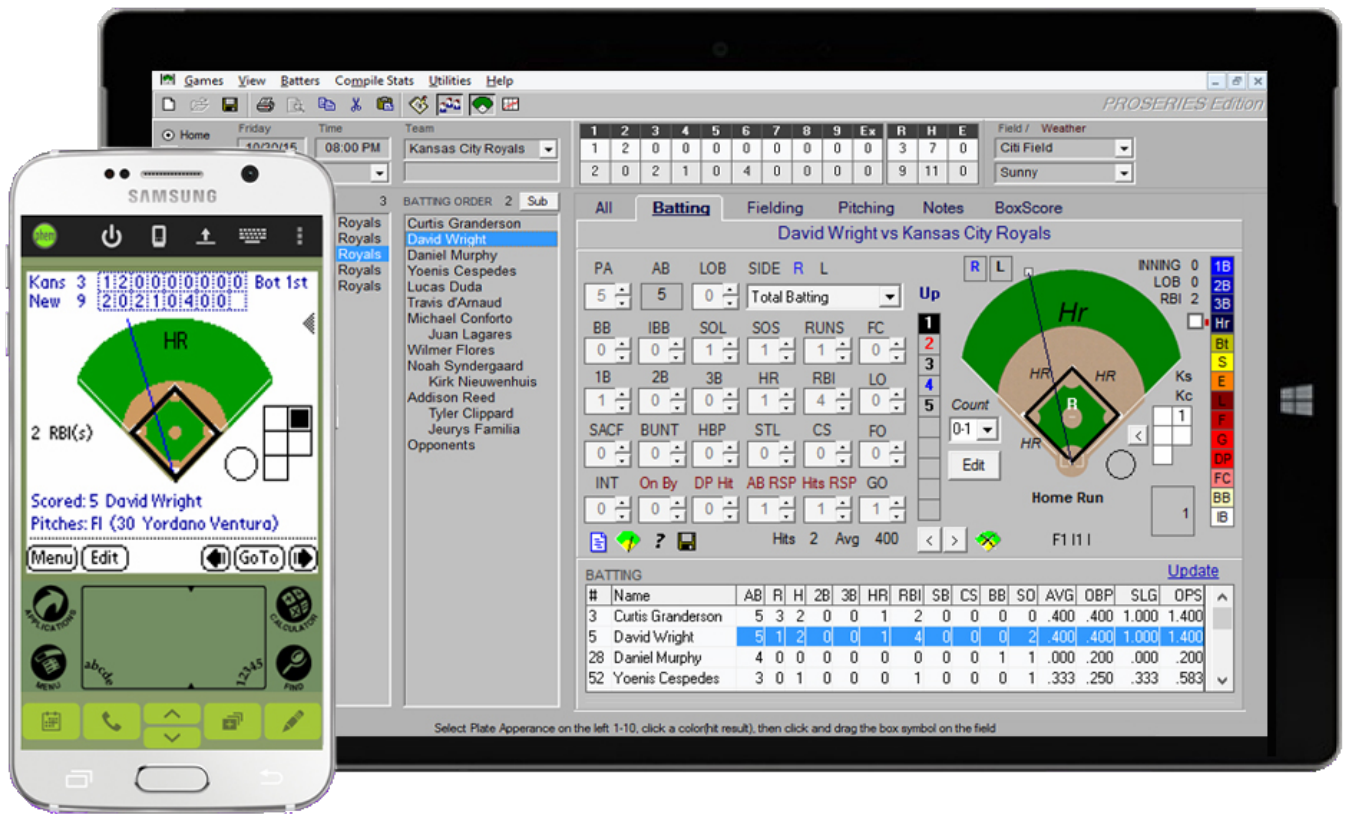 Games View Batters Compile Stats Utilities Help
PROSERIES Edition
Home Friday Time Team
10/30/15 08:00 PM Kansas City Royals
1 2 3 4 5 6 7 8 9 Ex R H E
1 2 0 0 0 0 0 0 0 0 3 7 0
2 0 2 1 0 4 0 0 0 0 9 11 0
Field / Weather
Citi Field
Sunny
3
Royals
Royals
Royals
Royals
Royals
BATTING ORDER 2 Sub
Curtis Granderson
David Wright
Daniel Murphy
Yoenis Cespedes
Lucas Duda
Travis d'Arnaud
Michael Conforto
Juan Lagares
Wilmer Flores
Noah Syndergaard
Kirk Nieuwenhuis
Addison Reed
Tyler Clippard
Jeurys Familia
Opponents
All Batting Fielding Pitching Notes BoxScore
David Wright vs Kansas City Royals
PA AB LOB SIDE R L
5 5 0 Total Batting
BB IBB SOL SOS RUNS FC
0 0 1 1 1 0
1B 2B 3B HR RBI LO
1 0 0 1 4 0
SACF BUNT HBP STL CS FO
0 0 0 0 0 0
INT On By DP Hit AB RSP Hits RSP GO
0 0 0 1 1 1
? Hits 2 Avg 400
Up
1
2
3
4
5
< >
R L
INNING 0
LOB 0
RBI 2
Hr
HR HR
HR
R
Count
0-1
Edit
Ks
Kc
1
<
Home Run
1
F1 I1 I
1B
2B
3B
Hr
Bt
S
E
L
F
G
DP
FC
BB
IB
BATTING Update
# Name AB R H 2B 3B HR RBI SB CS BB SO AVG OBP SLG OPS
3 Curtis Granderson 5 3 2 0 0 1 2 0 0 0 0 .400 .400 1.000 1.400
5 David Wright 5 1 2 0 0 1 4 0 0 0 2 .400 .400 1.000 1.400
28 Daniel Murphy 4 0 0 0 0 0 0 0 0 1 1 .000 .200 .000 .200
52 Yoenis Cespedes 3 0 1 0 0 0 1 0 0 0 1 .333 .250 .333 .583
Select Plate Apperance on the left 1-10, click a color(hit result), then click and drag the box symbol on the field
SAMSUNG
phem
Kans 3 1 2 0 0 0 0 0 0 0 Bot 1st
New 9 2 0 2 1 0 4 0 0
HR
2 RBI(s)
Scored: 5 David Wright
Pitches: Fl (30 Yordano Ventura)
Menu Edit GoTo
APPLICATIONS CALCULATOR
abcde 12345
MENU FIND